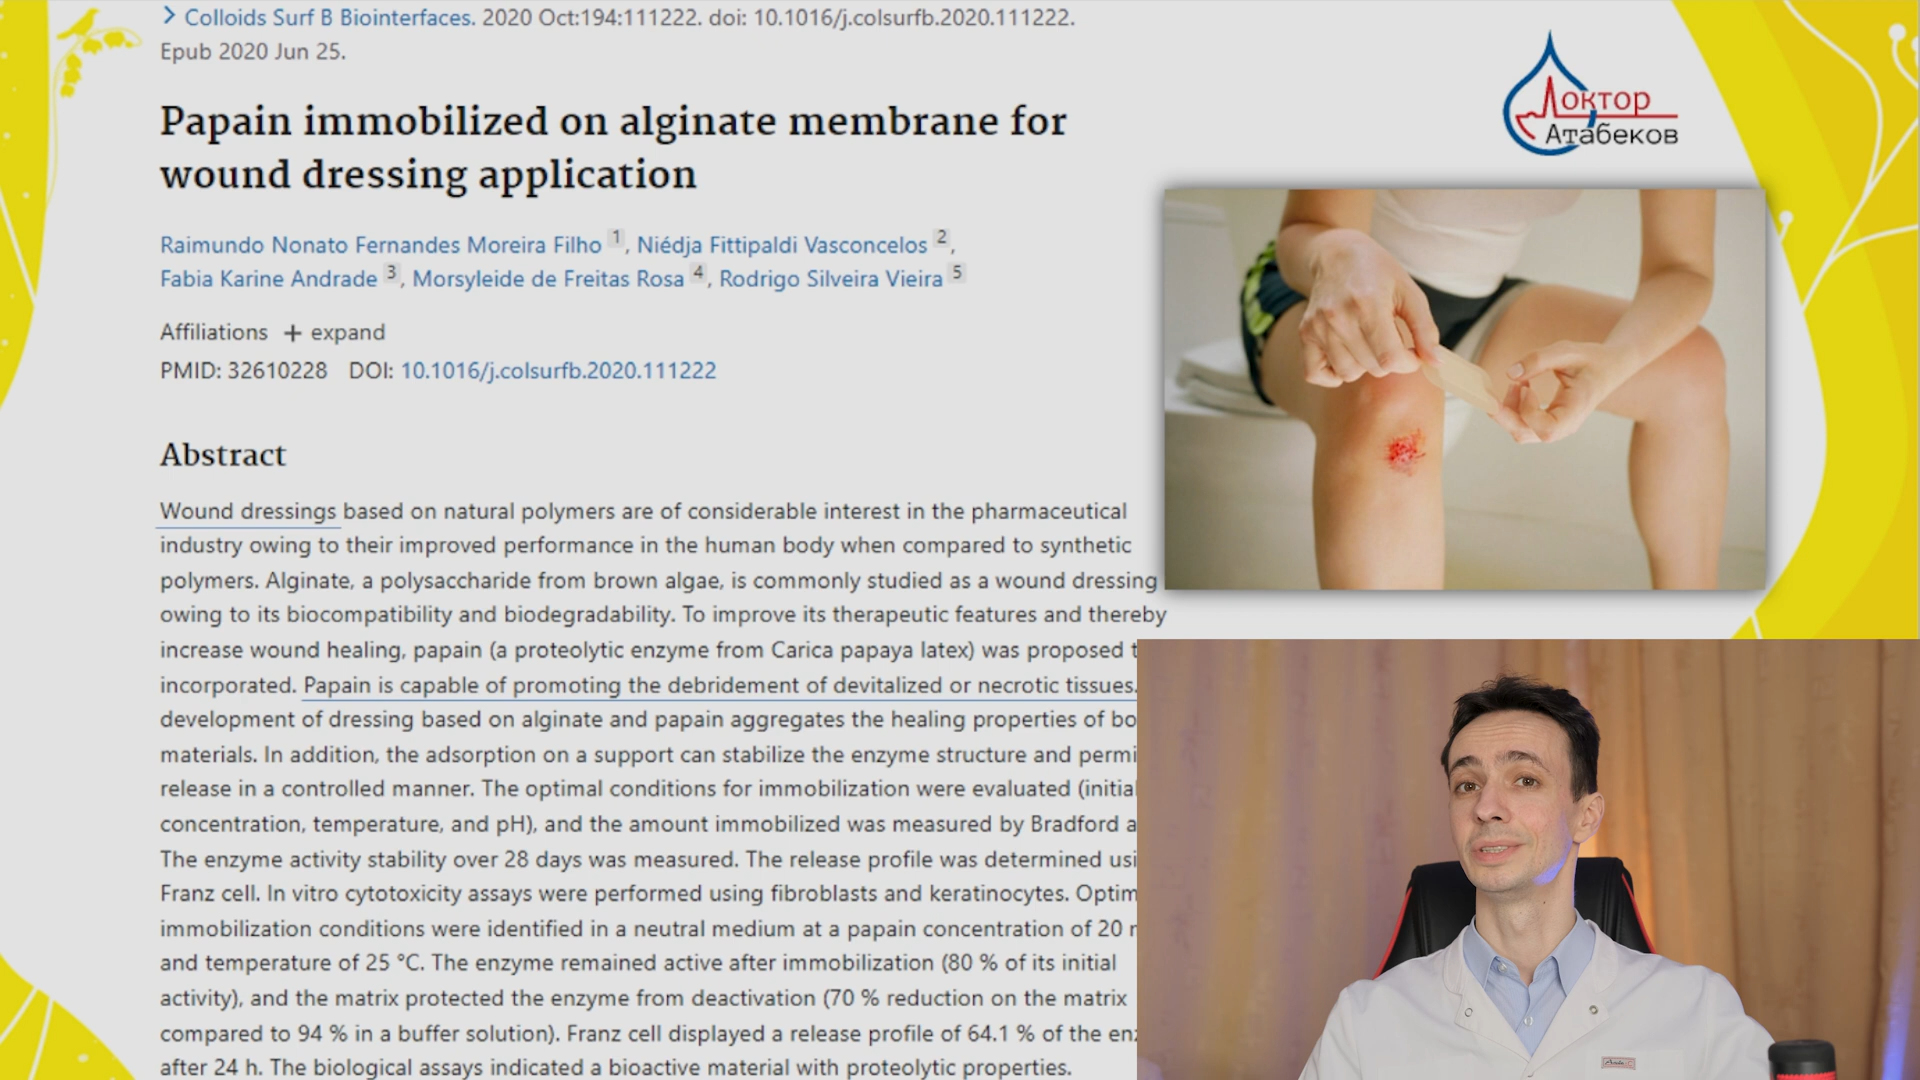 Colloids Surf B Biointerfaces. 2020 Oct:194:111222. doi: 10.1016/j.colsurfb.2020.111222.
Epub 2020 Jun 25.
Papain immobilized on alginate membrane for
wound dressing application
Raimundo Nonato Fernandes Moreira Filho 1, Niédja Fittipaldi Vasconcelos 2,
Fabia Karine Andrade 3, Morsyleide de Freitas Rosa 4, Rodrigo Silveira Vieira 5
Affiliations + expand
PMID: 32610228 DOI: 10.1016/j.colsurfb.2020.111222
Abstract
Wound dressings based on natural polymers are of considerable interest in the pharmaceutical
industry owing to their improved performance in the human body when compared to synthetic
polymers. Alginate, a polysaccharide from brown algae, is commonly studied as a wound dressing
owing to its biocompatibility and biodegradability. To improve its therapeutic features and thereby
increase wound healing, papain (a proteolytic enzyme from Carica papaya latex) was proposed
incorporated. Papain is capable of promoting the debridement of devitalized or necrotic tissues.
development of dressing based on alginate and papain aggregates the healing properties of bo
materials. In addition, the adsorption on a support can stabilize the enzyme structure and permi
release in a controlled manner. The optimal conditions for immobilization were evaluated (initial
concentration, temperature, and pH), and the amount immobilized was measured by Bradford a
The enzyme activity stability over 28 days was measured. The release profile was determined usi
Franz cell. In vitro cytotoxicity assays were performed using fibroblasts and keratinocytes. Optim
immobilization conditions were identified in a neutral medium at a papain concentration of 20
and temperature of 25 °C. The enzyme remained active after immobilization (80 % of its initial
activity), and the matrix protected the enzyme from deactivation (70 % reduction on the matrix
compared to 94 % in a buffer solution). Franz cell displayed a release profile of 64.1 % of the en
after 24 h. The biological assays indicated a bioactive material with proteolytic properties.
Доктор
Атабеков